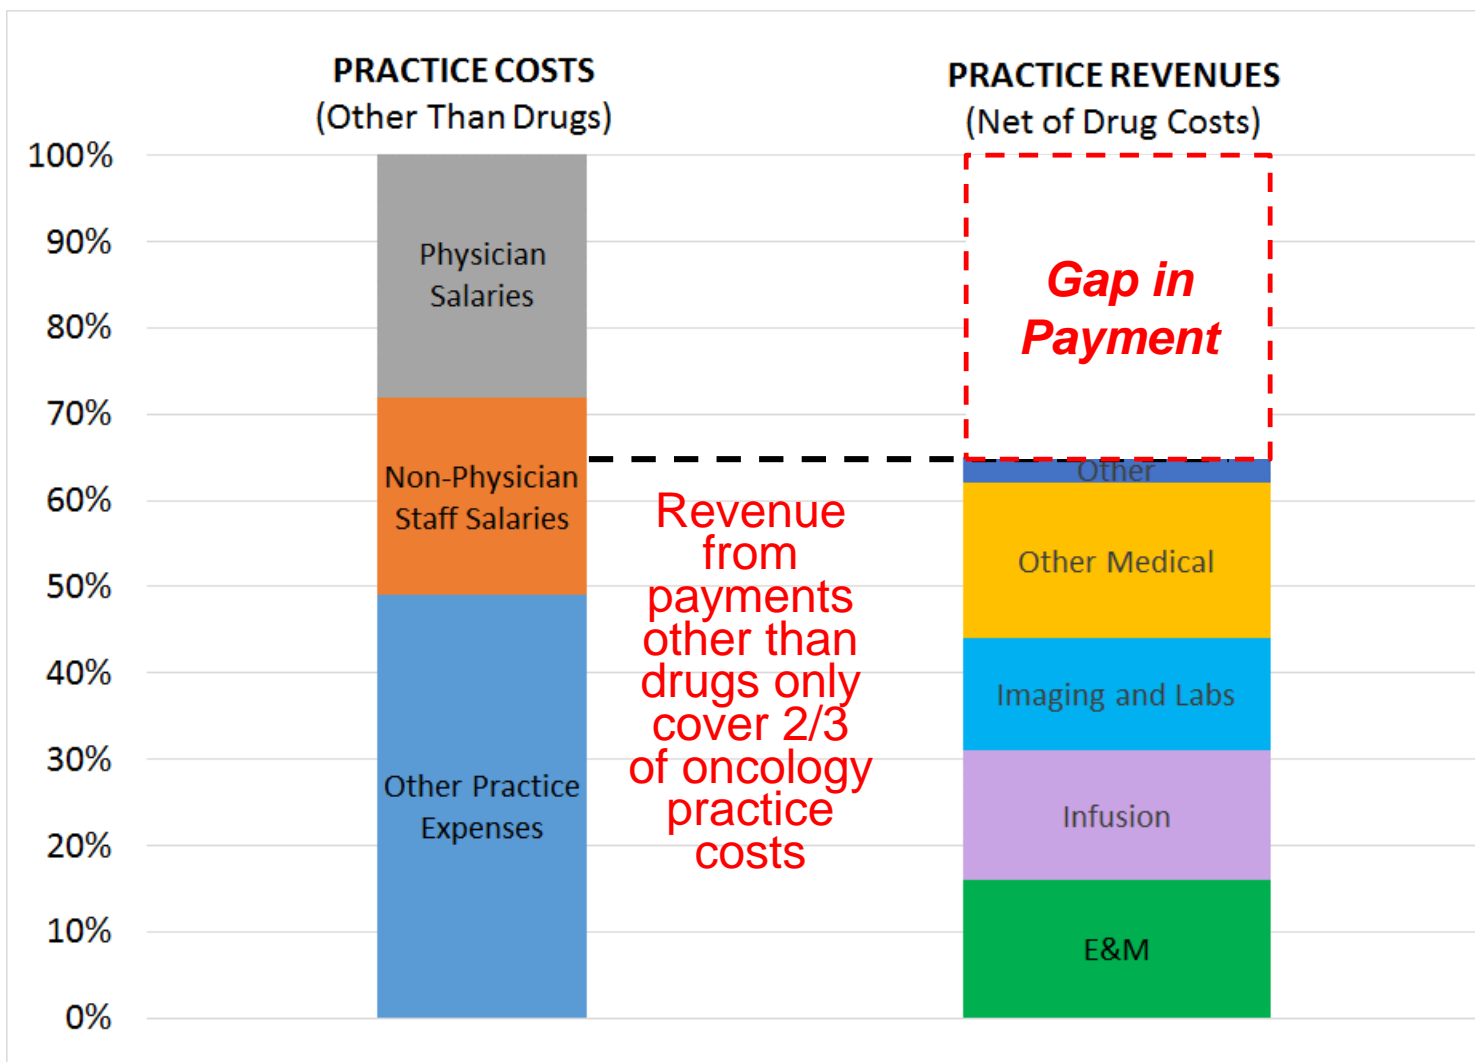 PRACTICE COSTS
(Other Than Drugs)
PRACTICE REVENUES
(Net of Drug Costs)
100%
90%
80%
70%
60%
50%
40%
30%
20%
10%
0%
Physician
Salaries
Non-Physician
Staff Salaries
Other Practice
Expenses
Revenue
from
payments
other than
drugs only
cover 2/3
of oncology
practice
costs
Gap in
Payment
Other
Other Medical
Imaging and Labs
Infusion
E&M